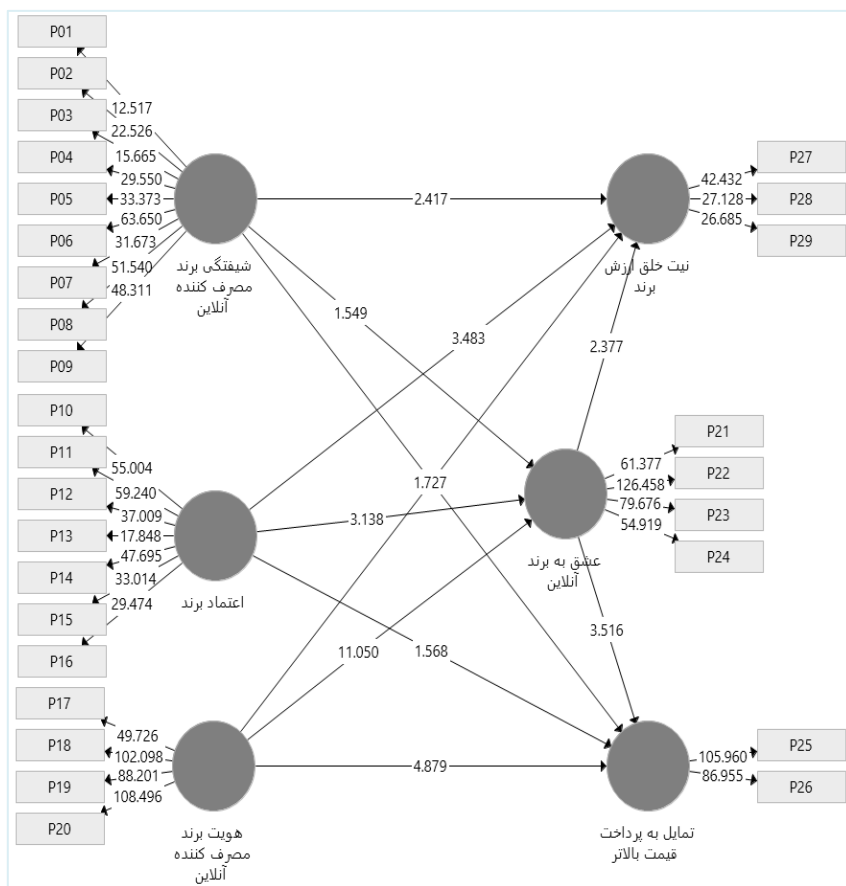 P01
P02
P03
P04
P05
P06
P07
P08
P09
12.517
22.526
15.665
29.550
33.373
63.650
31.673
51.540
48.311
شیفتگی برند
مصرف کننده
آنلاین
P10
P11
P12
P13
P14
P15
P16
55.004
59.240
37.009
17.848
47.695
33.014
29.474
اعتماد برند
P17
P18
P19
P20
49.726
102.098
88.201
108.496
هویت برند
مصرف کننده
آنلاین
2.417
1.549
3.483
2.377
1.727
3.138
11.050
1.568
3.516
4.879
نیت خلق ارزش
برند
42.432
27.128
26.685
P27
P28
P29
عشق به برند
آنلاین
61.377
126.458
79.676
54.919
P21
P22
P23
P24
تمایل به پرداخت
قیمت بالاتر
105.960
86.955
P25
P26